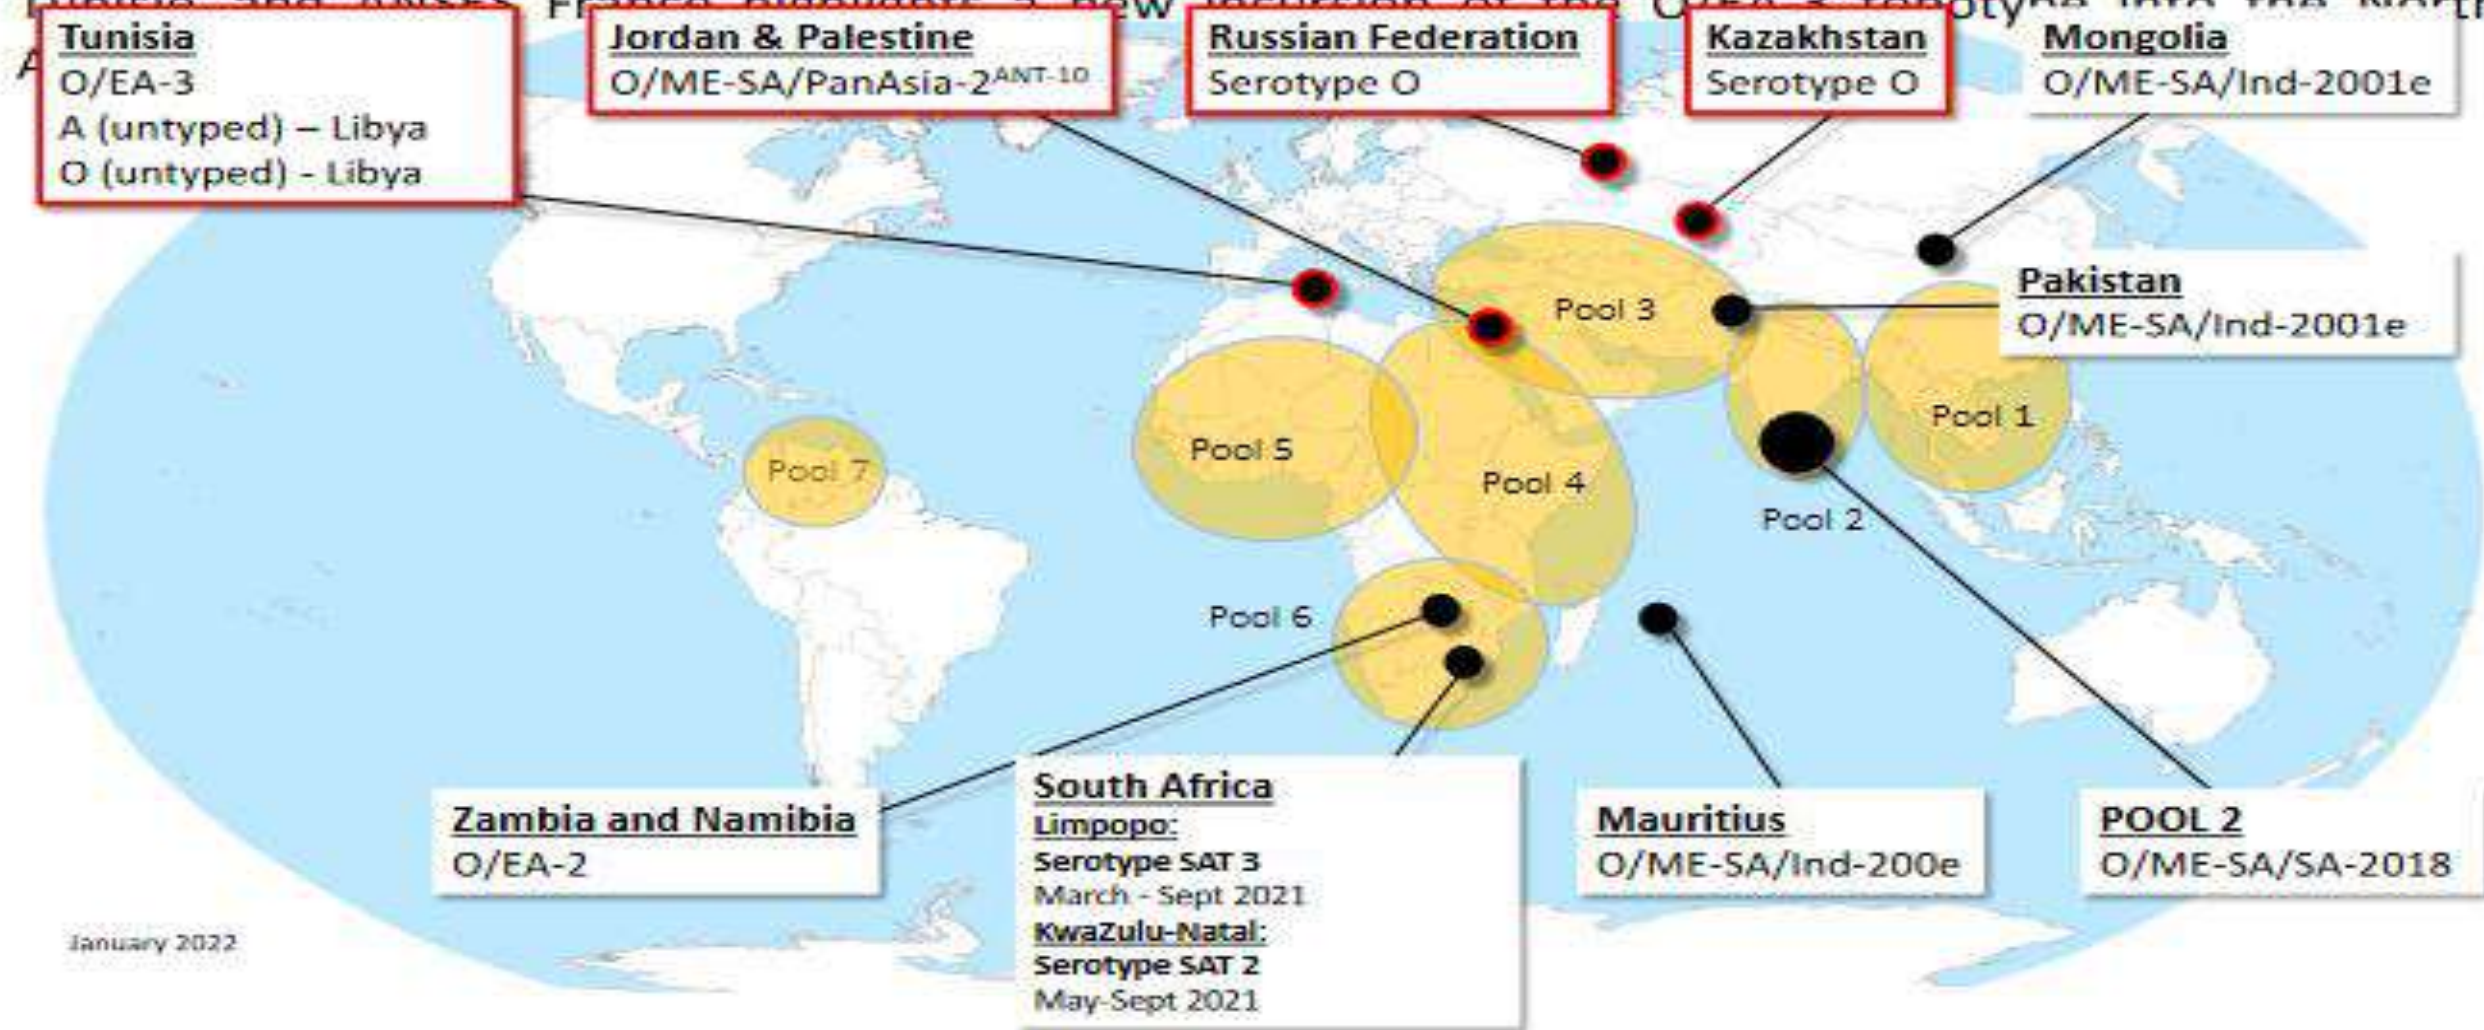 Tunisia
O/EA-3
A (untyped) – Libya
O (untyped) - Libya
Jordan & Palestine
O/ME-SA/PanAsia-2ANT-10
Russian Federation
Serotype O
Kazakhstan
Serotype O
Mongolia
O/ME-SA/Ind-2001e
Pakistan
O/ME-SA/Ind-2001e
Pool 3
Pool 1
Pool 5
Pool 7
Pool 4
Pool 2
Pool 6
Zambia and Namibia
O/EA-2
South Africa
Limpopo:
Serotype SAT 3
March - Sept 2021
KwaZulu-Natal:
Serotype SAT 2
May-Sept 2021
Mauritius
O/ME-SA/Ind-200e
POOL 2
O/ME-SA/SA-2018
January 2022